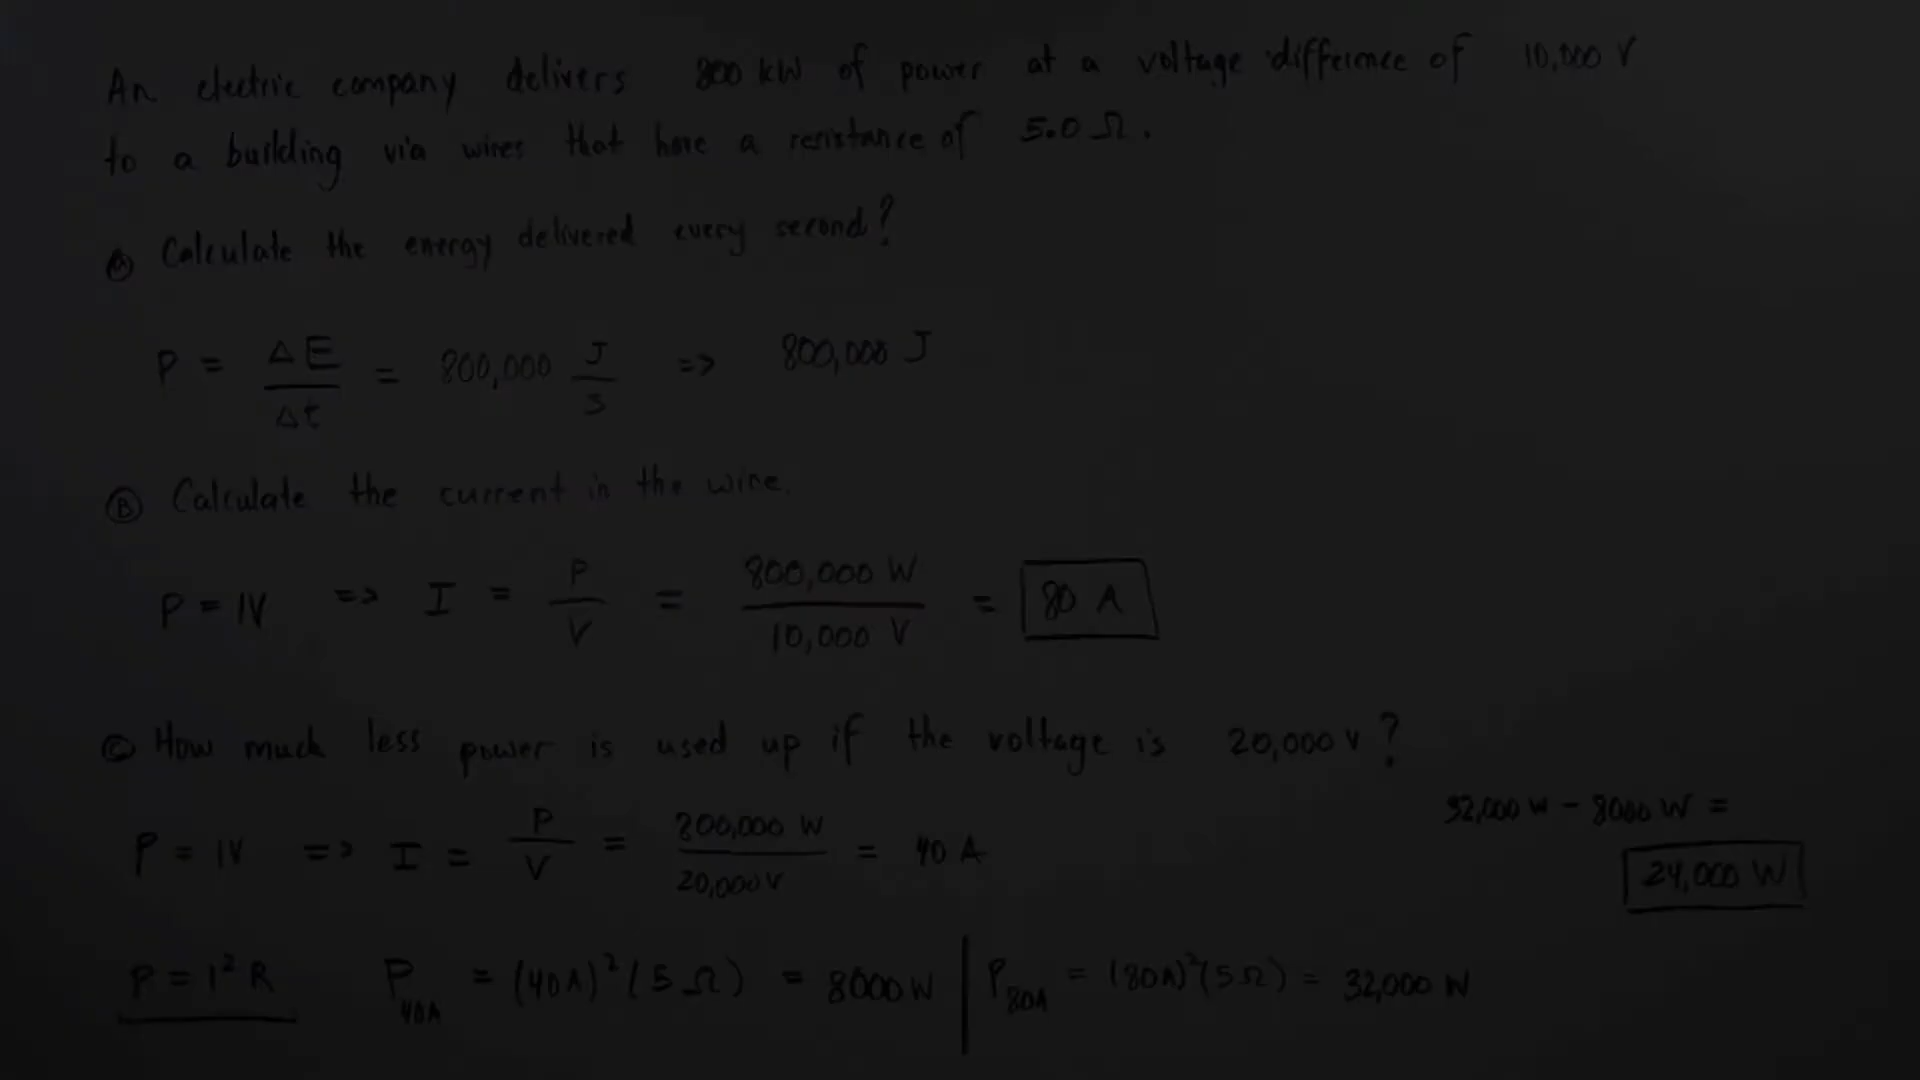 An electric company delivers 800 kW of power at a voltage difference of 10,000 V
to a building via wires that have a resistance of 5.0 Ω.
Ⓐ Calculate the energy delivered every second?
P = ΔE/Δt = 800,000 J/s => 800,000 J
Ⓑ Calculate the current in the wire.
P = IV => I = P/V = 800,000 W/10,000 V = 80 A
Ⓒ How much less power is used up if the voltage is 20,000 V?
P = IV => I = P/V = 800,000 W/20,000 V = 40 A
32,000 W - 8000 W =
24,000 W
P = I² R P40A = (40A)² (5 Ω) = 8000 W | P80A = (80A)² (5 Ω) = 32,000 W